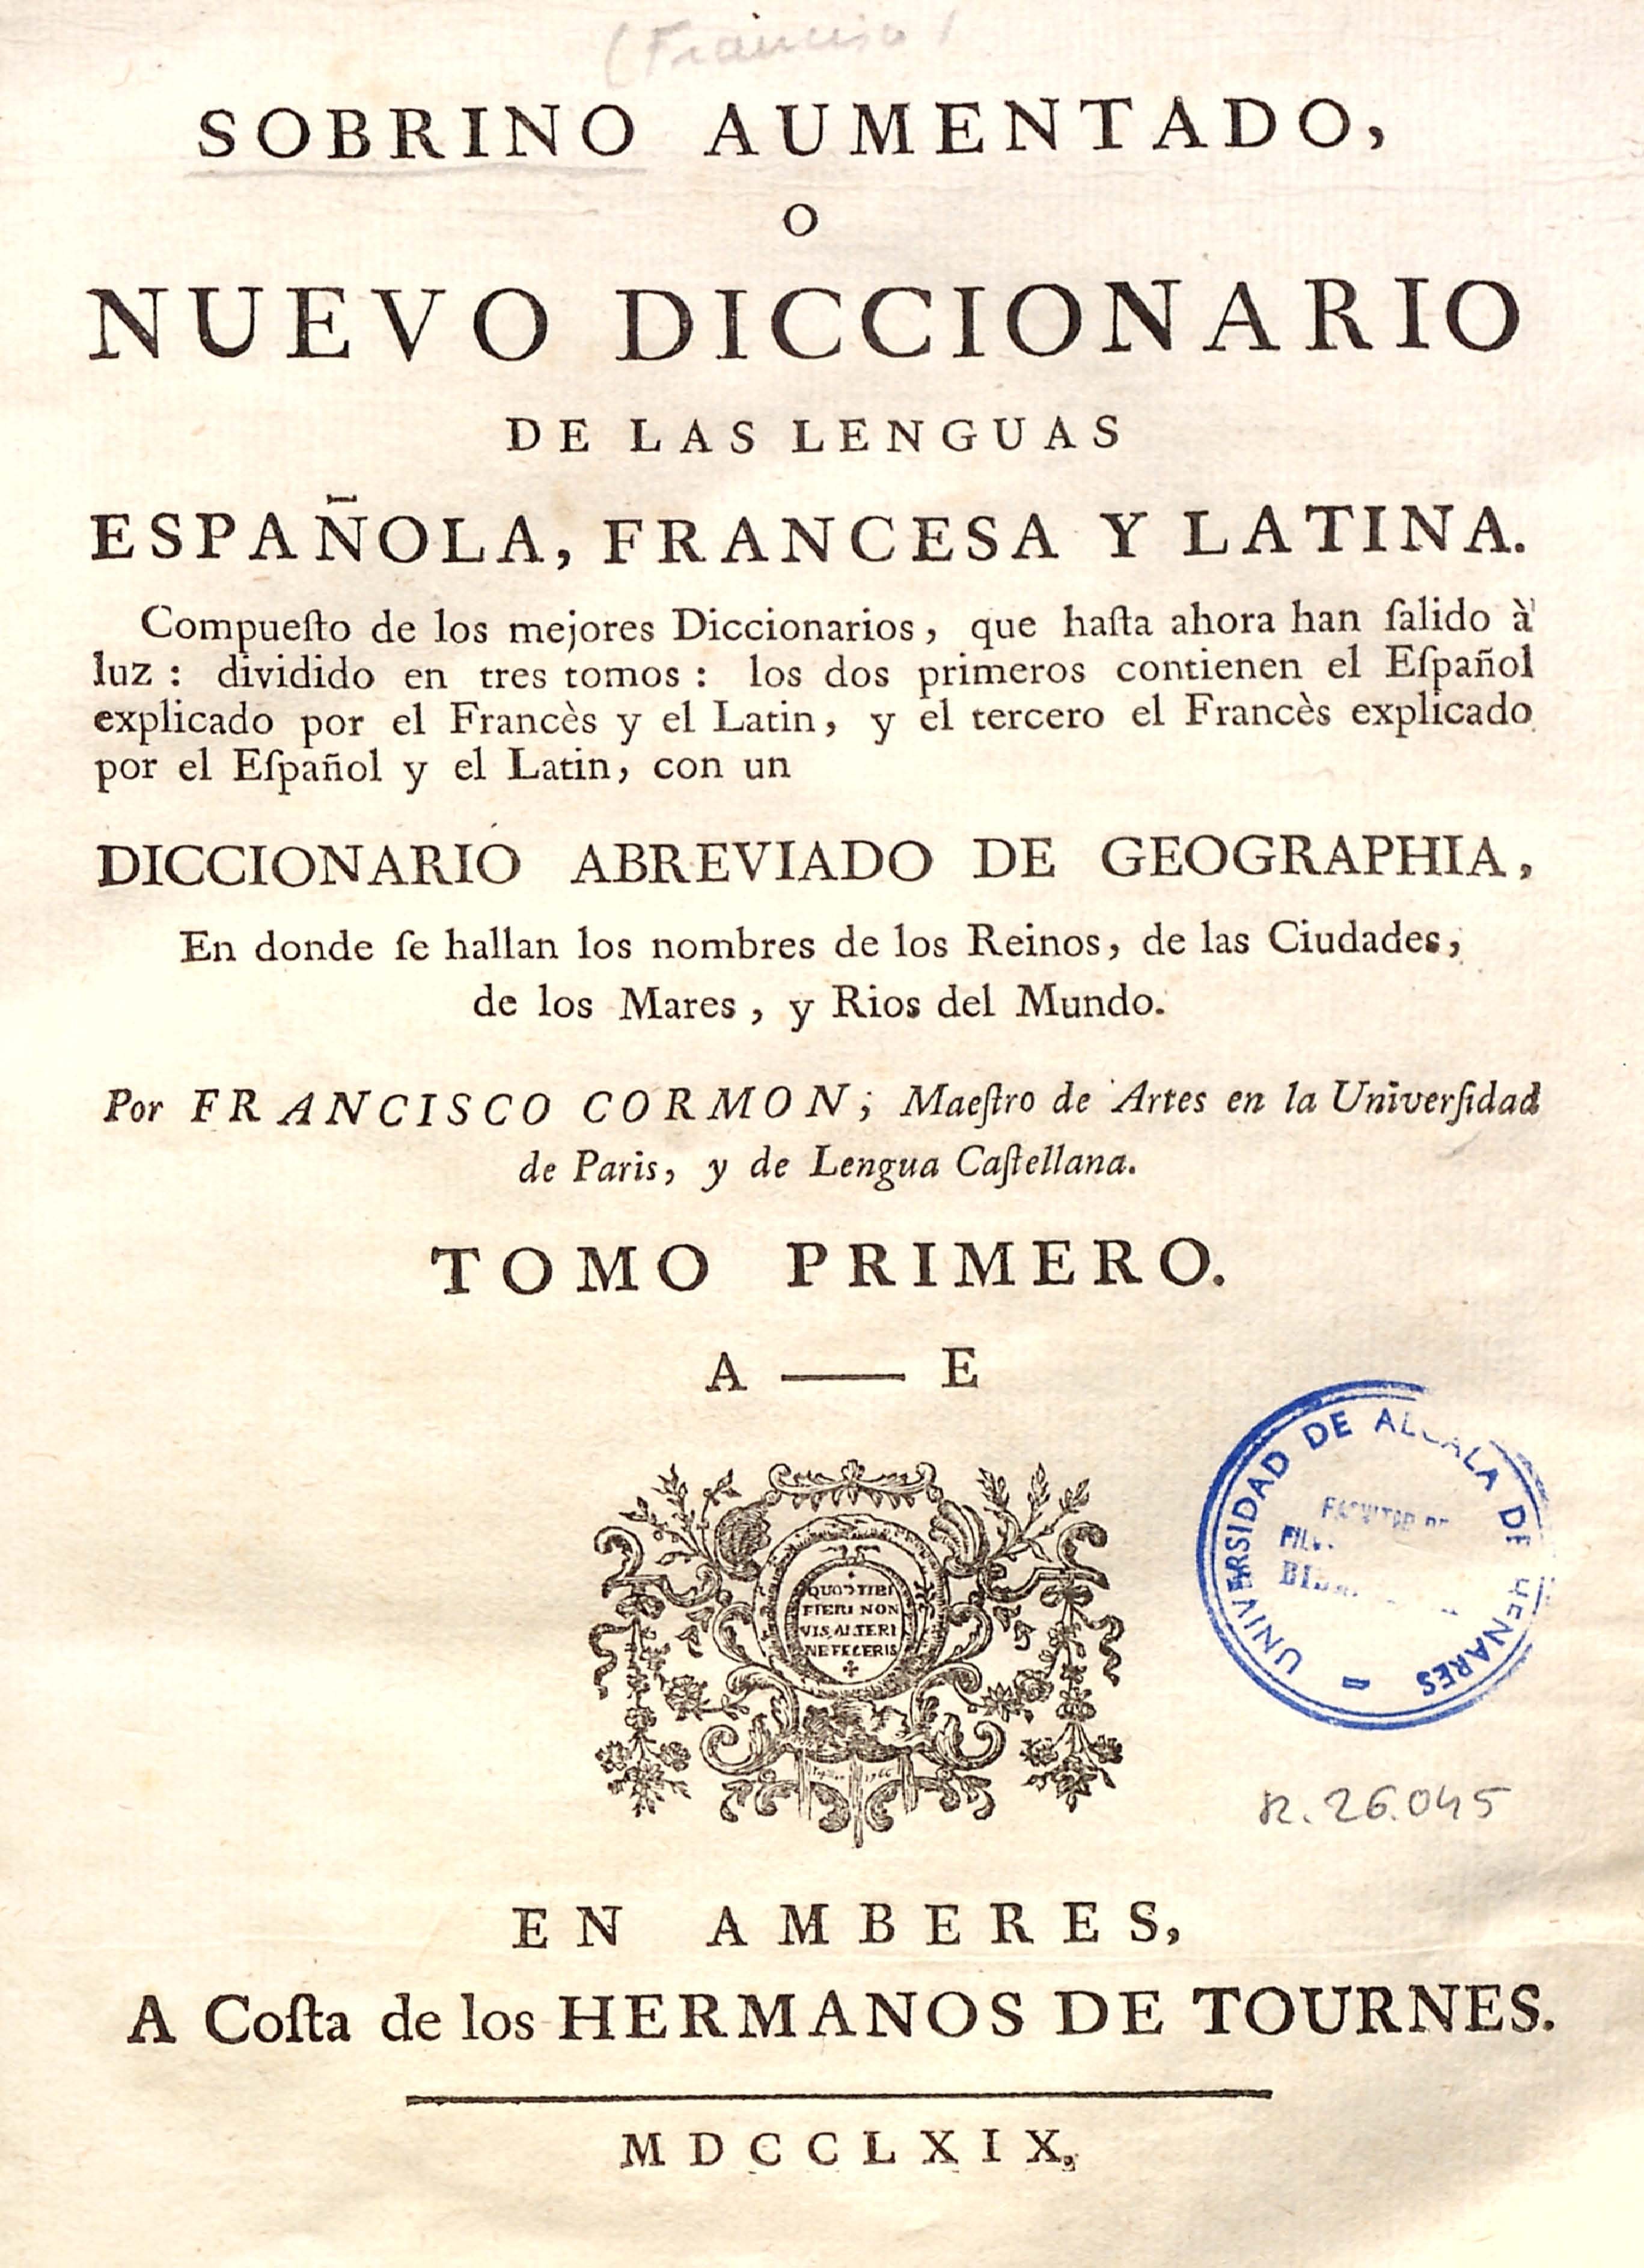 (Francisco)
SOBRINO AUMENTADO,
O
NUEVO DICCIONARIO
DE LAS LENGUAS
ESPAÑOLA, FRANCESA Y LATINA.
Compueſto de los mejores Diccionarios, que haſta ahora han ſalido à
luz : dividido en tres tomos : los dos primeros contienen el Eſpañol
explicado por el Francès y el Latin, y el tercero el Francès explicado
por el Eſpañol y el Latin, con un
DICCIONARIO ABREVIADO DE GEOGRAPHIA,
En donde ſe hallan los nombres de los Reinos, de las Ciudades,
de los Mares, y Rios del Mundo.
Por FRANCISCO CORMON; Maeſtro de Artes en la Univerſidad
de Paris, y de Lengua Caſtellana.
TOMO PRIMERO.
A — E
UNIVERSIDAD DE ALCALA DE HENARES
FACULTAD DE
QUOD TIBI
FIERI NON
VIS, ALTERI
NE FECERIS
1766
R. 26.045
EN AMBERES,
A Coſta de los HERMANOS DE TOURNES.
MDCCLXIX.